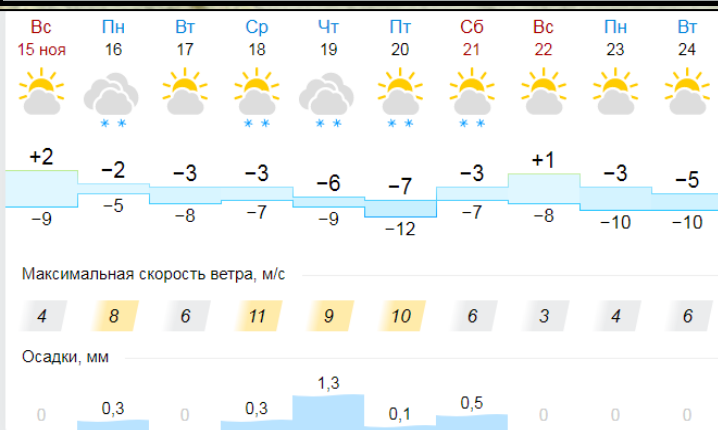 Вс Пн Вт Ср Чт Пт Сб Вс Пн Вт
15 ноя 16 17 18 19 20 21 22 23 24
+2 −2 −3 −3 −6 −7 −3 +1 −3 −5
−9 −5 −8 −7 −9 −12 −7 −8 −10 −10
Максимальная скорость ветра, м/с
4 8 6 11 9 10 6 3 4 6
Осадки, мм
0 0,3 0 0,3 1,3 0,1 0,5 0 0 0